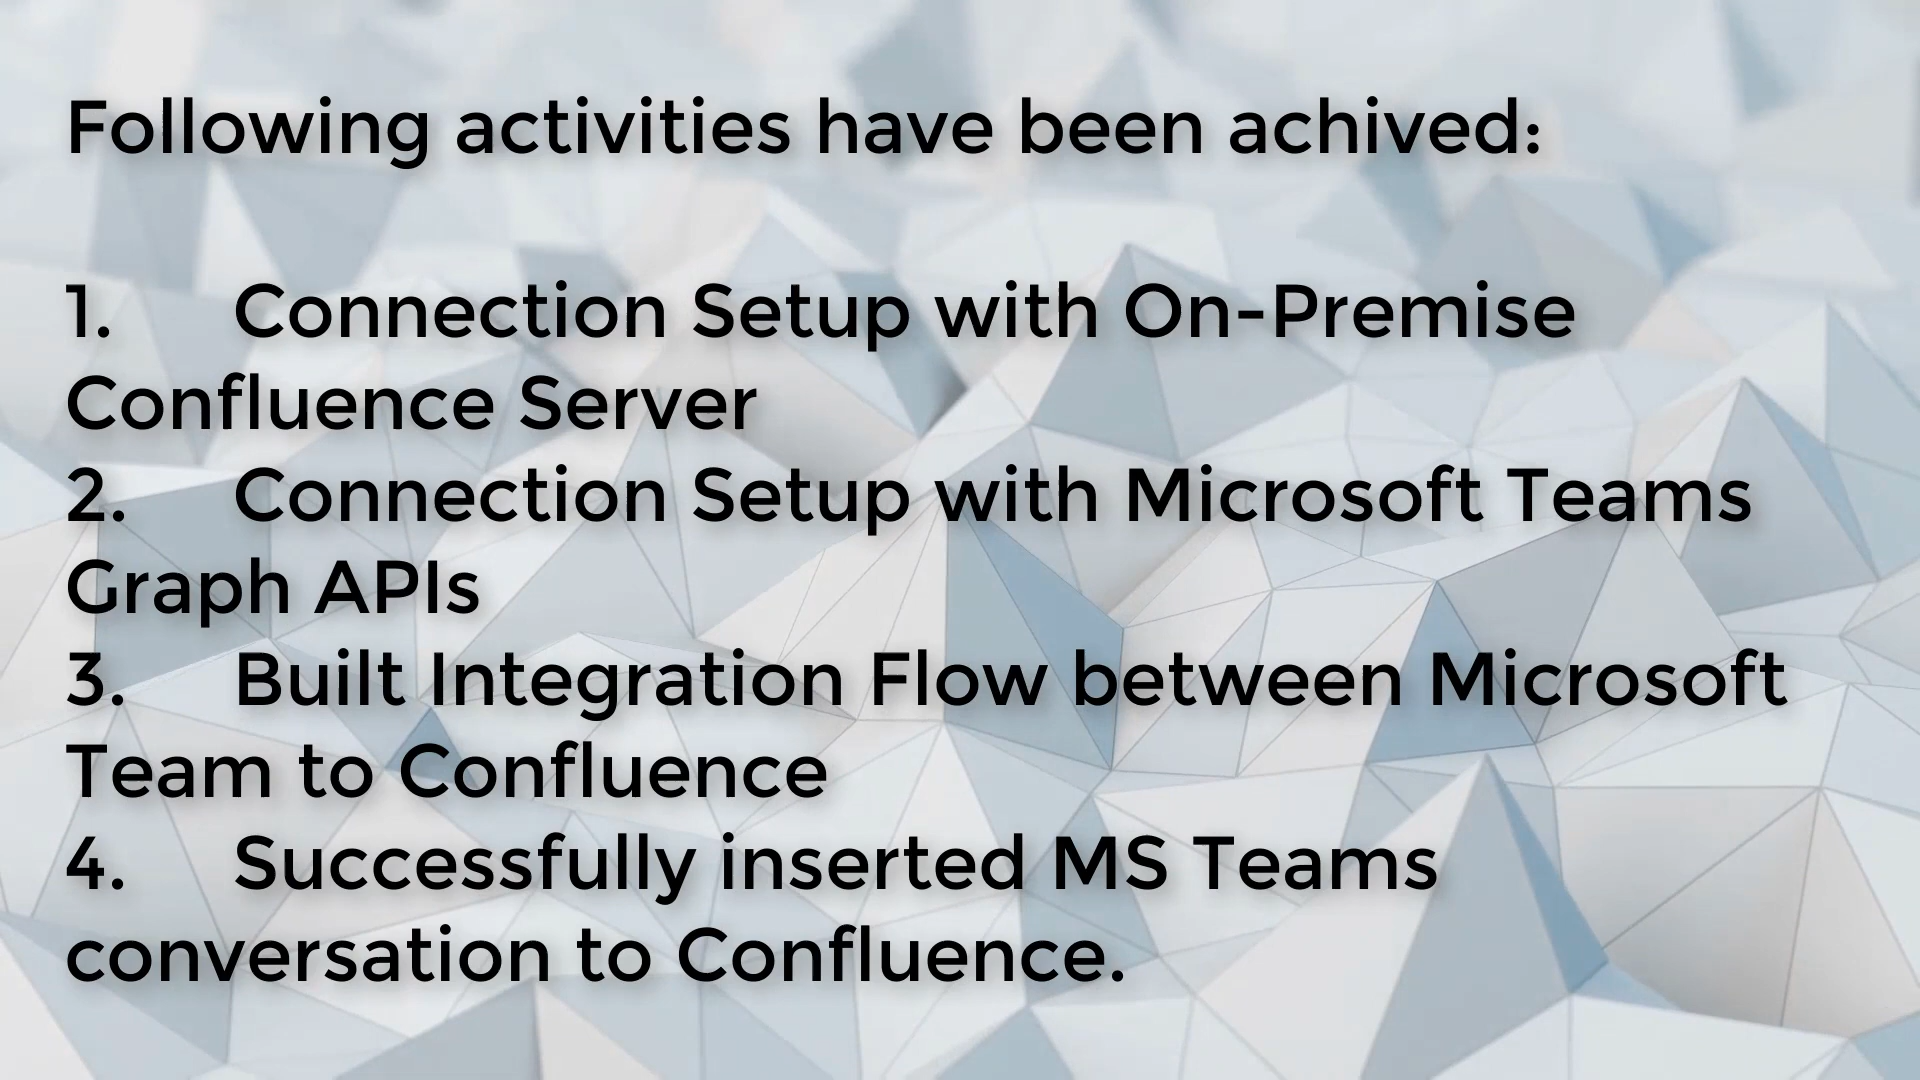 Following activities have been achived:
1. Connection Setup with On-Premise
Confluence Server
2. Connection Setup with Microsoft Teams
Graph APIs
3. Built Integration Flow between Microsoft
Team to Confluence
4. Successfully inserted MS Teams
conversation to Confluence.